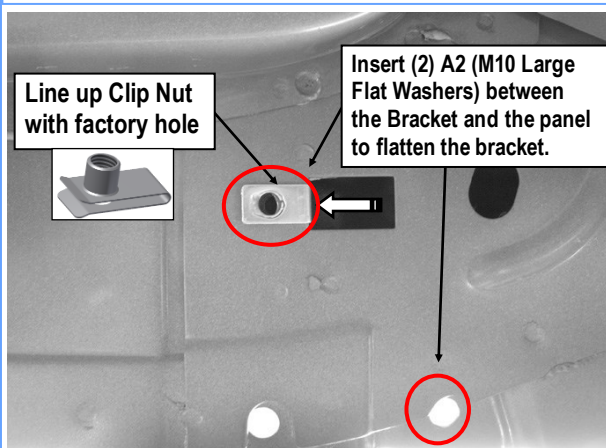 Line up Clip Nut
with factory hole
Insert (2) A2 (M10 Large
Flat Washers) between
the Bracket and the panel
to flatten the bracket.